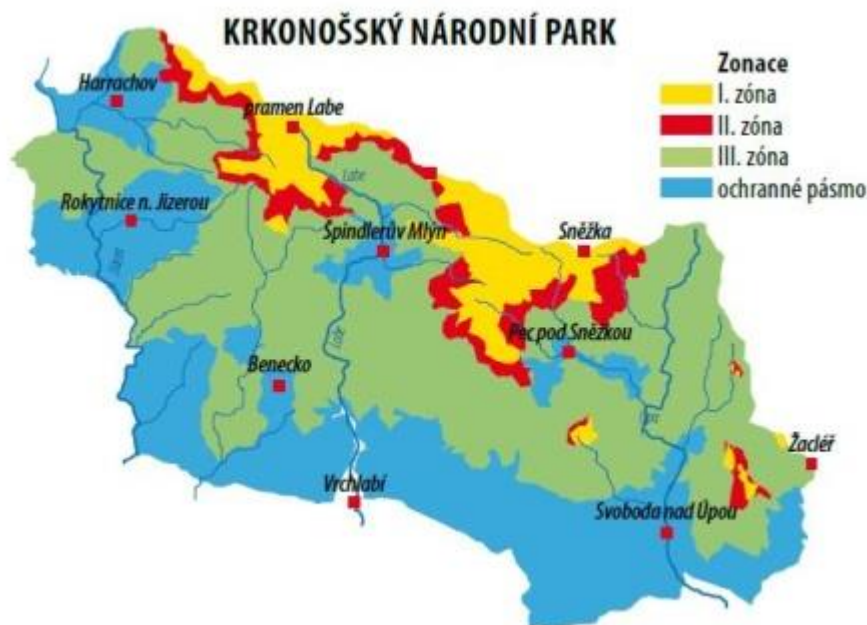 KRKONOŠSKÝ NÁRODNÍ PARK
Zonace
I. zóna
II. zóna
III. zóna
ochranné pásmo
Harrachov
pramen Labe
Labe
Rokytnice n. Jizerou
Špindlerův Mlýn
Sněžka
Labe
Pec pod Sněžkou
Benecko
Žacléř
Vrchlabí
Svoboda nad Úpou